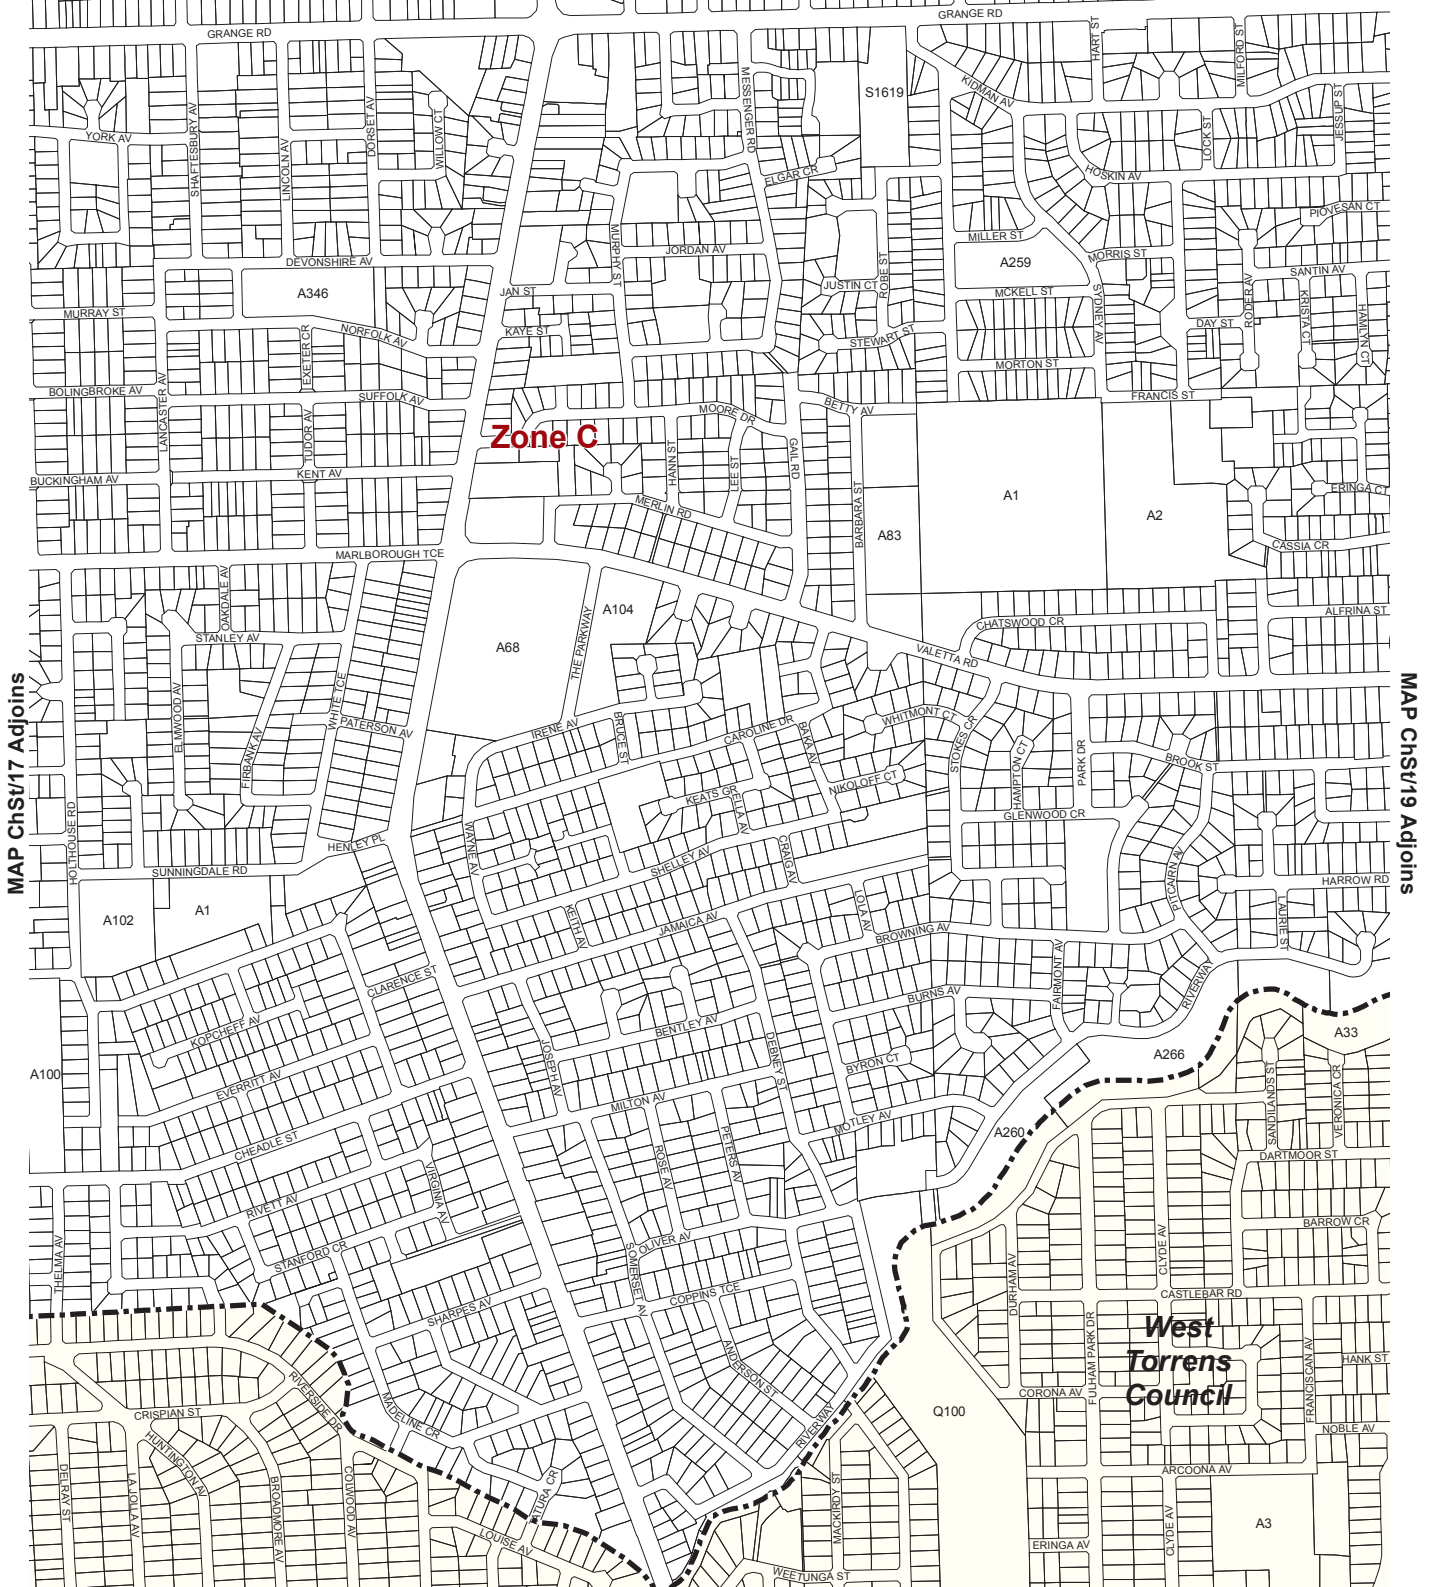 GRANGE RD
GRANGE RD
HART ST
MILFORD ST
KIDMAN AV
S1619
MESSENGER RD
JESSUP ST
LOCK ST
YORK AV
SHAFTESBURY AV
LINCOLN AV
DORSET AV
WILLOW CT
ELGAR CR
HOSKIN AV
PIOVESAN CT
MURPHY ST
JORDAN AV
MILLER ST
MORRIS ST
A259
DEVONSHIRE AV
A346
JAN ST
JUSTIN CT
ROBE ST
MCKELL ST
SYDNEY AV
SANTIN AV
RODER AV
KRISTA CT
HAMLYN CT
MURRAY ST
NORFOLK AV
EXETER CR
KAYE ST
STEWART ST
DAY ST
MORTON ST
FRANCIS ST
BOLINGBROKE AV
LANCASTER AV
SUFFOLK AV
TUDOR AV
MOORE DR
BETTY AV
Zone C
HANN ST
LEE ST
GAIL RD
BUCKINGHAM AV
KENT AV
MERLIN RD
BARBARA ST
A1
A2
A83
ERINGA CT
CASSIA CR
MARLBOROUGH TCE
OAKDALE AV
STANLEY AV
A104
THE PARKWAY
A68
CHATSWOOD CR
VALETTA RD
ALFRINA ST
MAP ChSt/17 Adjoins
MAP ChSt/19 Adjoins
WHITE TCE
ELMWOOD AV
FIRBANK AV
PATERSON AV
IRENE AV
BRUCE ST
CAROLINE DR
BAKA AV
WHITMONT CT
STOKES CR
HAMPTON CT
PARK DR
BROOK ST
NIKOLOFF CT
KEATS GR
ELLA AV
GLENWOOD CR
HOLTHOUSE RD
HENLEY PL
WAYNE AV
SHELLEY AV
CRAIG AV
SUNNINGDALE RD
A102
A1
PITCAIRN AV
HARROW RD
LAURIE ST
KEITH AV
JAMAICA AV
LOLA AV
BROWNING AV
FAIRMONT AV
RIVERWAY
CLARENCE ST
BURNS AV
KOPCHEFF AV
BENTLEY AV
DEBNEY ST
JOSEPH AV
BYRON CT
A266
A33
A100
EVERRITT AV
MILTON AV
MOTLEY AV
A260
SANDILANDS ST
VERONICA CR
CHEADLE ST
VIRGINIA AV
ROSE AV
PETERS AV
DARTMOOR ST
RIVETT AV
STANFORD CR
SOMERSET AV
OLIVER AV
BARROW CR
THELMA AV
DURHAM AV
CLYDE AV
COPPINS TCE
CASTLEBAR RD
SHARPES AV
ANDERSON ST
FULHAM PARK DR
West
Torrens
Council
FRANCISCAN AV
HANK ST
RIVERSIDE DR
MADELINE CR
CORONA AV
Q100
CRISPIAN ST
HUNTINGTON AV
RIVERWAY
NOBLE AV
ARCOONA AV
DELRAY ST
LA JOLLA AV
BROADMORE AV
COLWOOD AV
TATURA CR
LOUISE AV
MACKIRDY ST
CLYDE AV
A3
ERINGA AV
WEETUNGA ST